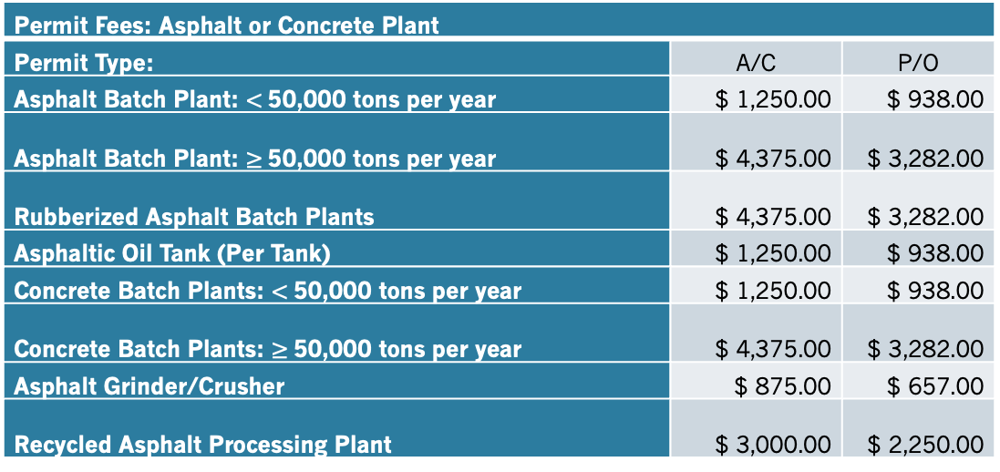 Permit Fees: Asphalt or Concrete Plant
Permit Type: A/C P/O
Asphalt Batch Plant: < 50,000 tons per year $ 1,250.00 $ 938.00
Asphalt Batch Plant: ≥ 50,000 tons per year $ 4,375.00 $ 3,282.00
Rubberized Asphalt Batch Plants $ 4,375.00 $ 3,282.00
Asphaltic Oil Tank (Per Tank) $ 1,250.00 $ 938.00
Concrete Batch Plants: < 50,000 tons per year $ 1,250.00 $ 938.00
Concrete Batch Plants: ≥ 50,000 tons per year $ 4,375.00 $ 3,282.00
Asphalt Grinder/Crusher $ 875.00 $ 657.00
Recycled Asphalt Processing Plant $ 3,000.00 $ 2,250.00